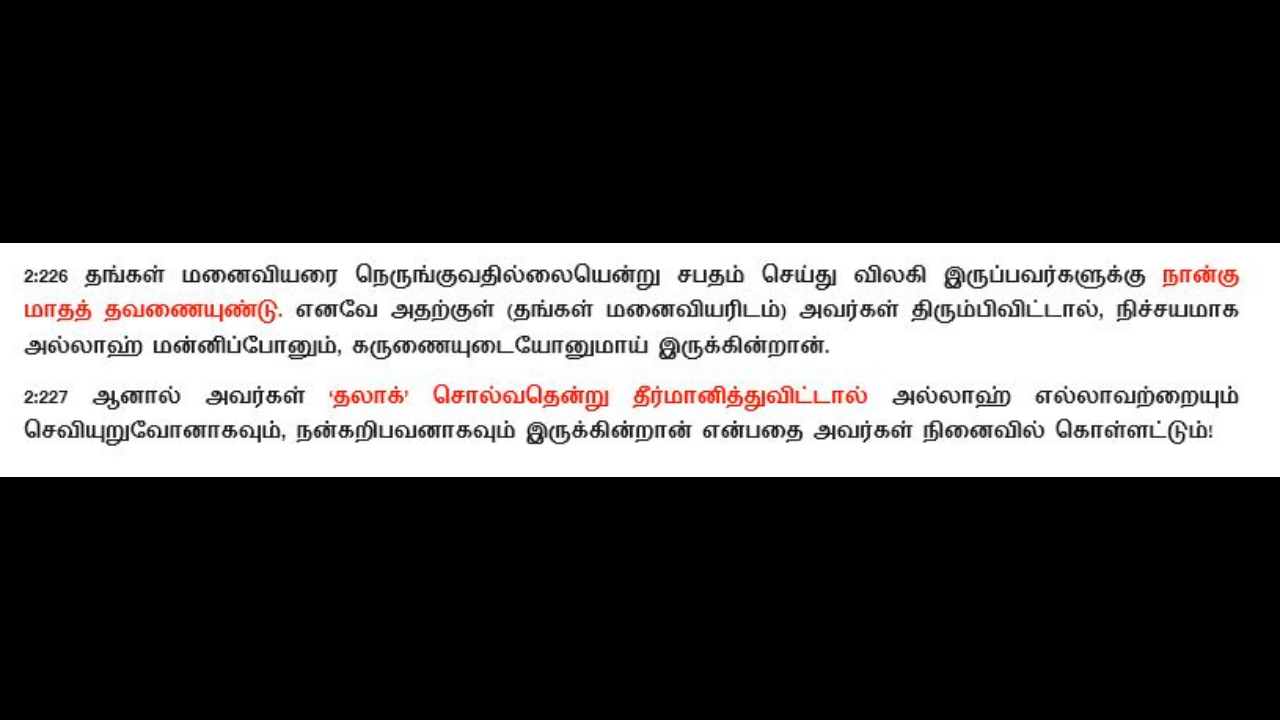 2:226 தங்கள் மனைவியரை நெருங்குவதில்லையென்று சபதம் செய்து விலகி இருப்பவர்களுக்கு நான்கு
மாதத் தவணையுண்டு. எனவே அதற்குள் (தங்கள் மனைவியரிடம்) அவர்கள் திரும்பிவிட்டால், நிச்சயமாக
அல்லாஹ் மன்னிப்போனும், கருணையுடையோனுமாய் இருக்கின்றான்.
2:227 ஆனால் அவர்கள் ‘தலாக்’ சொல்வதென்று தீர்மானித்துவிட்டால் அல்லாஹ் எல்லாவற்றையும்
செவியுறுவோனாகவும், நன்கறிபவனாகவும் இருக்கின்றான் என்பதை அவர்கள் நினைவில் கொள்ளட்டும்!